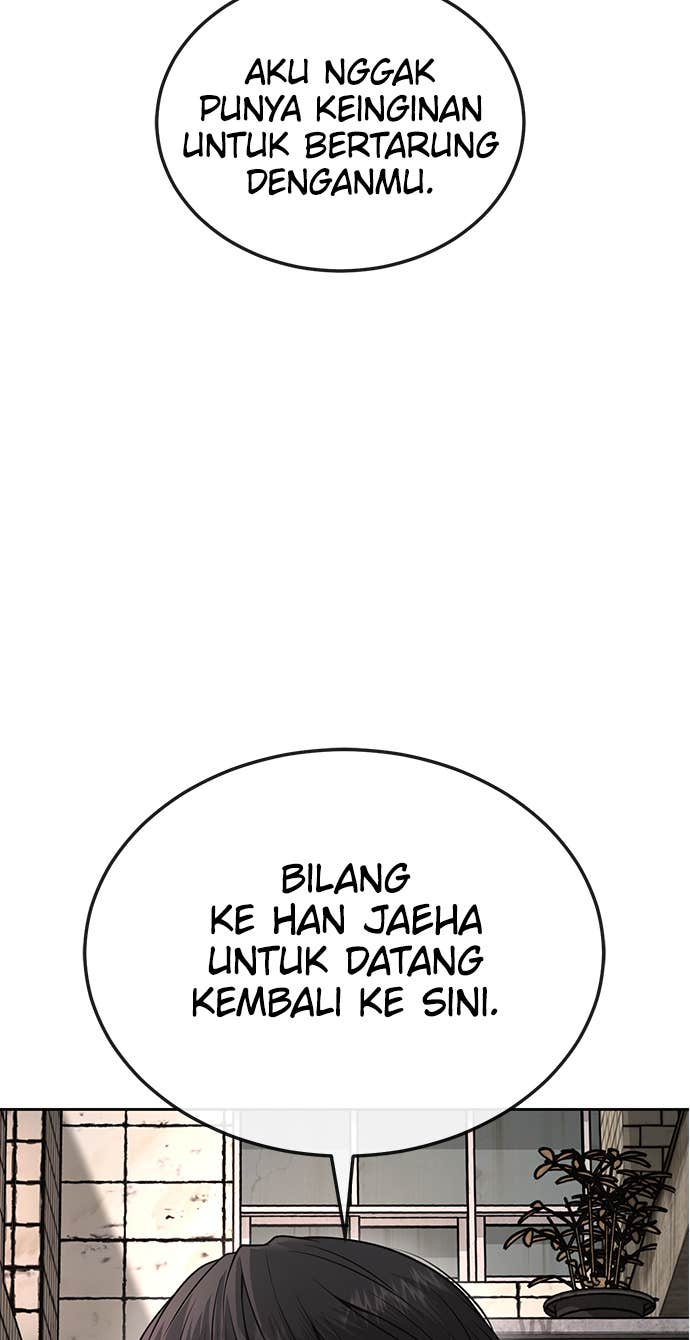 AKU NGGAK
PUNYA KEINGINAN
UNTUK BERTARUNG
DENGANMU.
BILANG
KE HAN JAEHA
UNTUK DATANG
KEMBALI KE SINI.